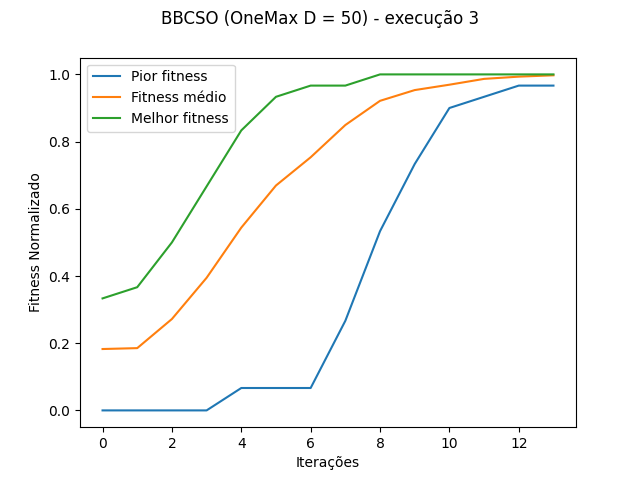 BBCSO (OneMax D = 50) - execução 3
Pior fitness
Fitness médio
Melhor fitness
Fitness Normalizado
1.0
0.8
0.6
0.4
0.2
0.0
0 2 4 6 8 10 12
Iterações